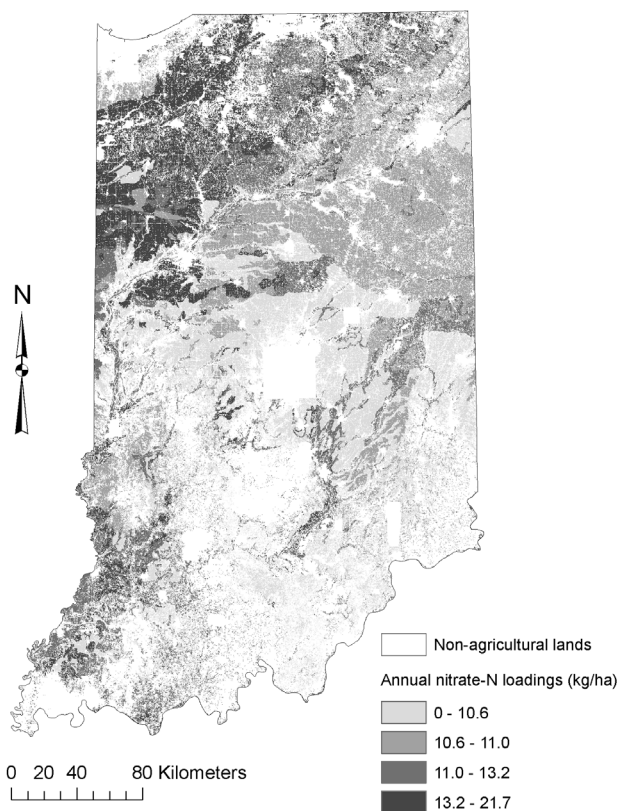 N
Non-agricultural lands
Annual nitrate-N loadings (kg/ha)
0 - 10.6
10.6 - 11.0
11.0 - 13.2
13.2 - 21.7
0 20 40 80 Kilometers